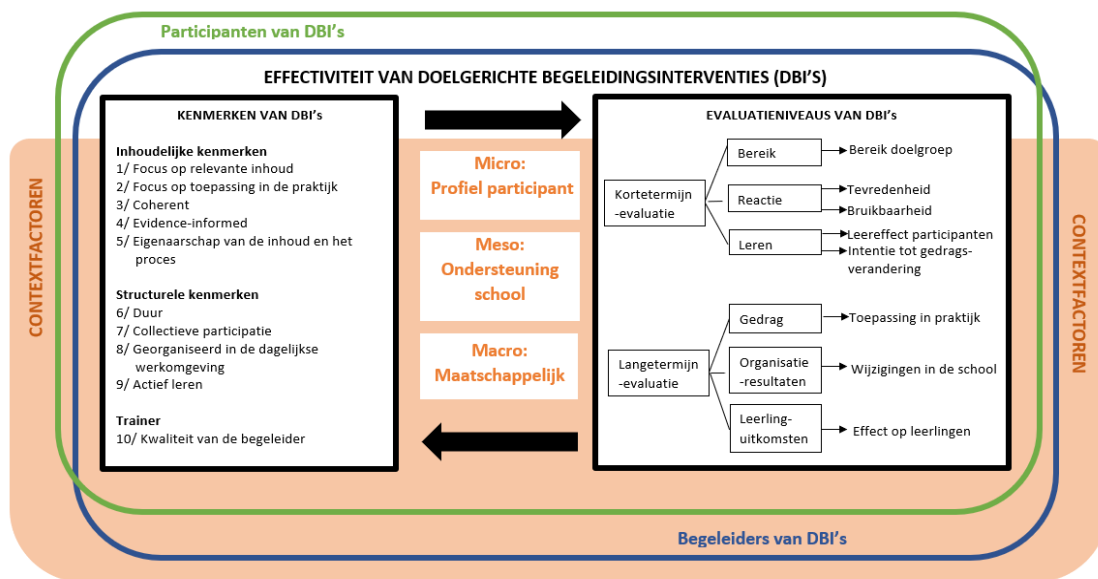 Participanten van DBI's
EFFECTIVITEIT VAN DOELGERICHTE BEGELEIDINGSINTERVENTIES (DBI'S)
CONTEXTFACTOREN
KENMERKEN VAN DBI's
Inhoudelijke kenmerken
1/ Focus op relevante inhoud
2/ Focus op toepassing in de praktijk
3/ Coherent
4/ Evidence-informed
5/ Eigenaarschap van de inhoud en het
proces
Structurele kenmerken
6/ Duur
7/ Collectieve participatie
8/ Georganiseerd in de dagelijkse
werkomgeving
9/ Actief leren
Trainer
10/ Kwaliteit van de begeleider
Micro:
Profiel participant
Meso:
Ondersteuning
school
Macro:
Maatschappelijk
EVALUATIENIVEAUS VAN DBI's
Kortetermijn
-evaluatie
Bereik
Bereik doelgroep
Reactie
Tevredenheid
Bruikbaarheid
Leren
Leereffect participanten
Intentie tot gedrags-
verandering
Langetermijn
-evaluatie
Gedrag
Toepassing in praktijk
Organisatie
-resultaten
Wijzigingen in de school
Leerling-
uitkomsten
Effect op leerlingen
CONTEXTFACTOREN
Begeleiders van DBI's